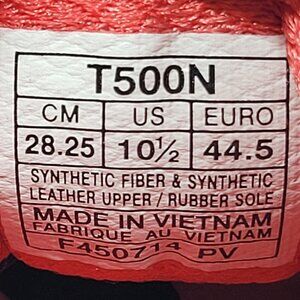 T500N
CM US EURO
28.25 10½ 44.5
SYNTHETIC FIBER & SYNTHETIC
LEATHER UPPER / RUBBER SOLE
MADE IN VIETNAM
FABRIQUE AU VIETNAM
F450714 PV